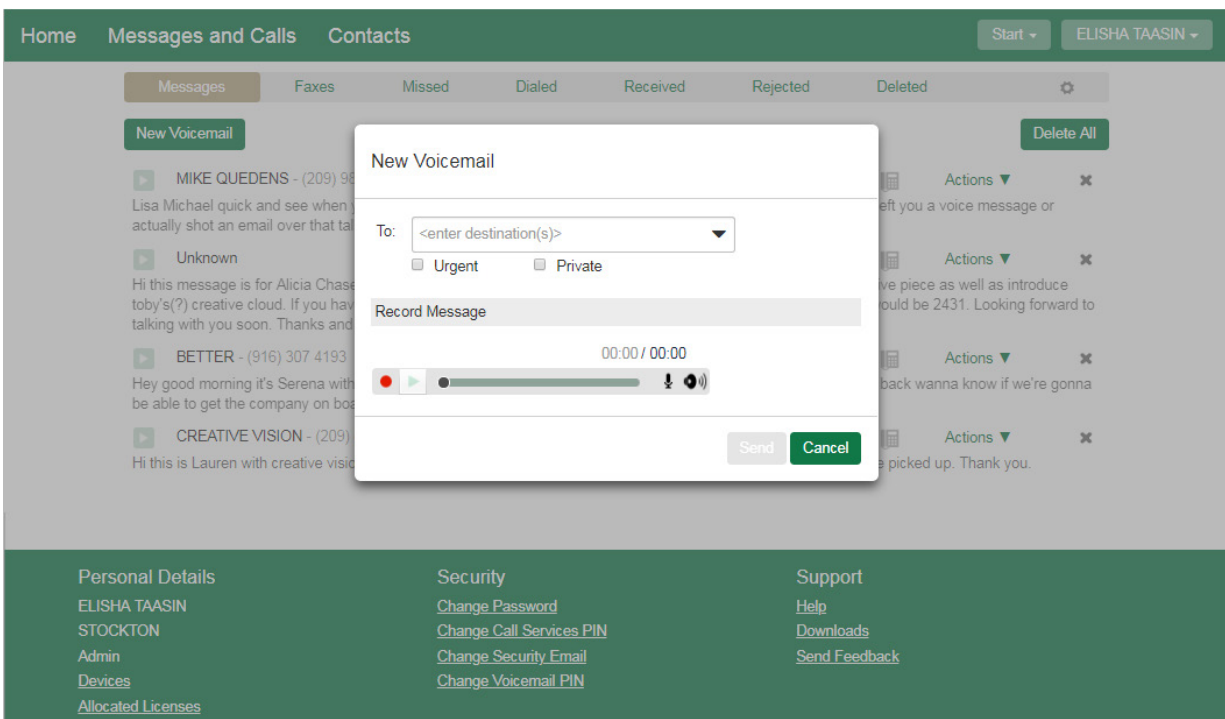 Home Messages and Calls Contacts Start ELISHA TAASIN
Messages Faxes Missed Dialed Received Rejected Deleted
New Voicemail Delete All
New Voicemail
MIKE QUEDENS - (209) 98 Actions ▼
Lisa Michael quick and see when eft you a voice message or
actually shot an email over that tal
To: <enter destination(s)>
Urgent Private
Unknown Actions ▼
Hi this message is for Alicia Chase ive piece as well as introduce
toby's(?) creative cloud. If you hav would be 2431. Looking forward to
talking with you soon. Thanks and
Record Message
BETTER - (916) 307 4193 Actions ▼
00:00 / 00:00
Hey good morning it's Serena with back wanna know if we're gonna
be able to get the company on boa
CREATIVE VISION - (209) Actions ▼
Send Cancel
Hi this is Lauren with creative visic e picked up. Thank you.
Personal Details Security Support
ELISHA TAASIN Change Password Help
STOCKTON Change Call Services PIN Downloads
Admin Change Security Email Send Feedback
Devices Change Voicemail PIN
Allocated Licenses